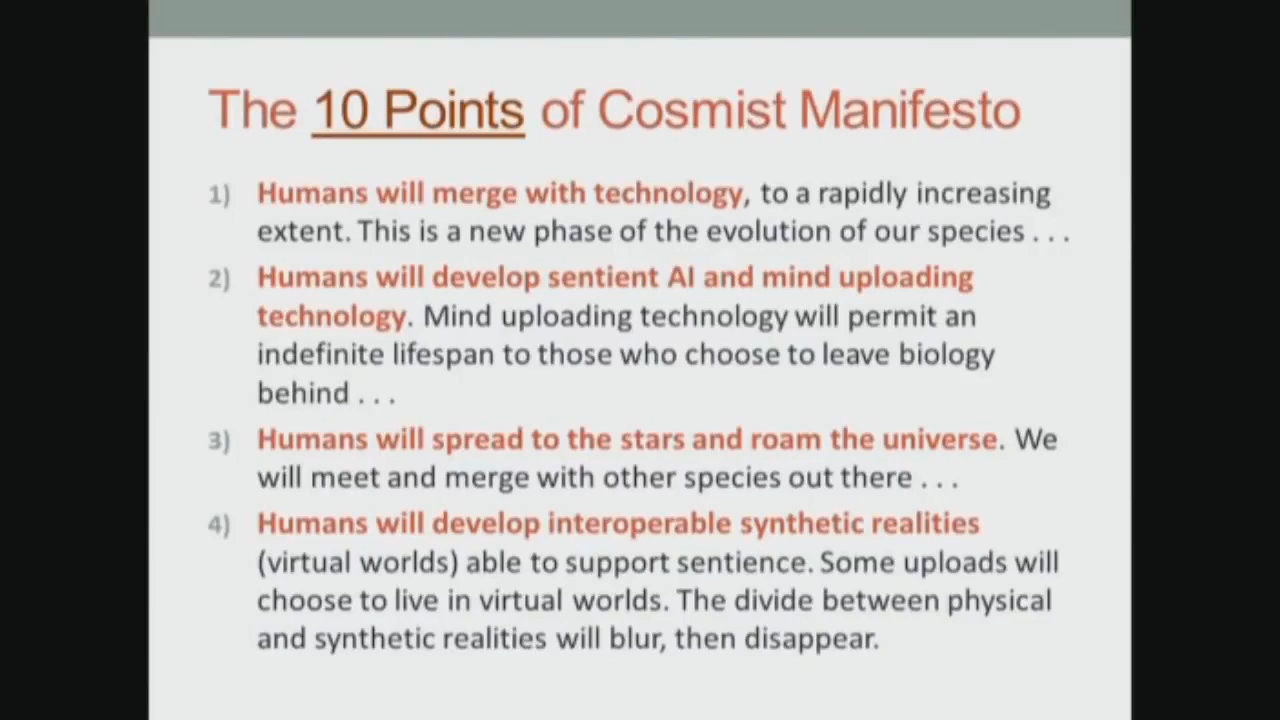 The 10 Points of Cosmist Manifesto
1) Humans will merge with technology, to a rapidly increasing
extent. This is a new phase of the evolution of our species . . .
2) Humans will develop sentient AI and mind uploading
technology. Mind uploading technology will permit an
indefinite lifespan to those who choose to leave biology
behind . . .
3) Humans will spread to the stars and roam the universe. We
will meet and merge with other species out there . . .
4) Humans will develop interoperable synthetic realities
(virtual worlds) able to support sentience. Some uploads will
choose to live in virtual worlds. The divide between physical
and synthetic realities will blur, then disappear.